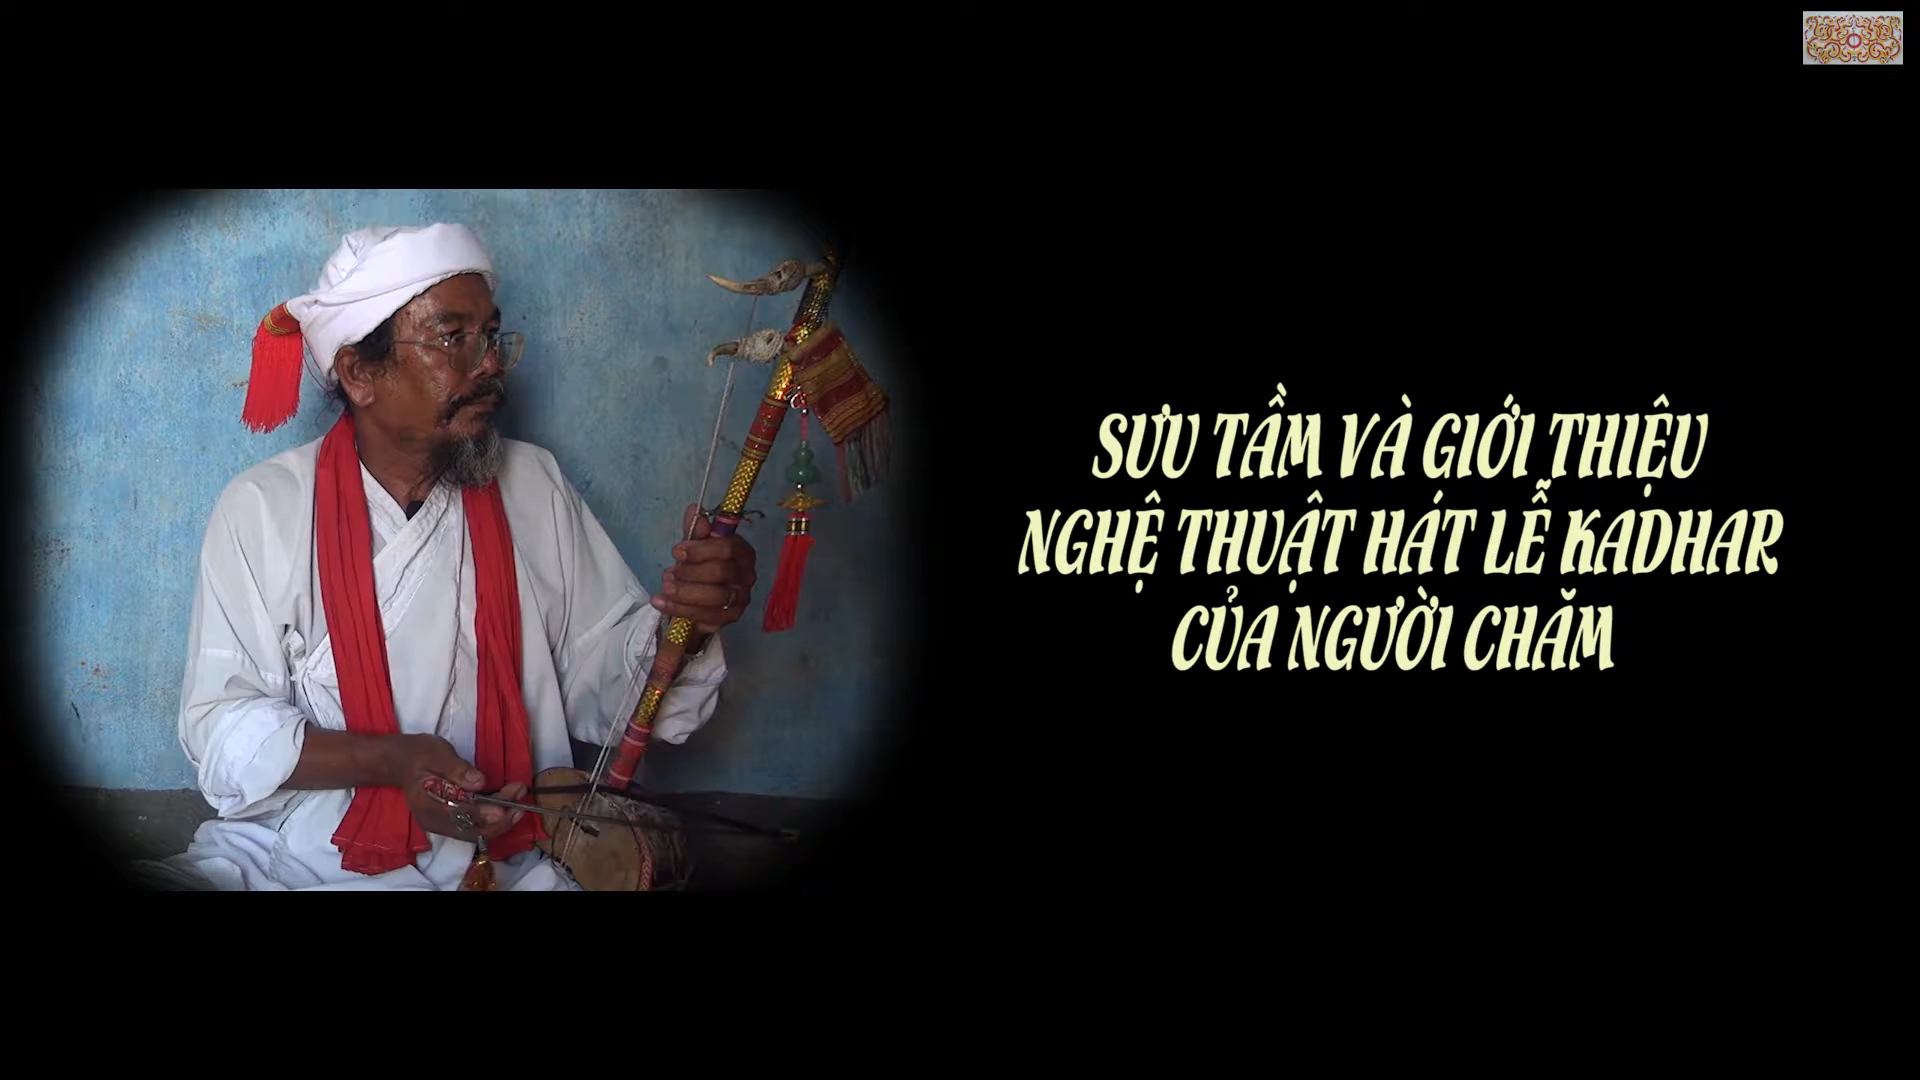 SƯU TẦM VÀ GIỚI THIỆU
NGHỆ THUẬT HÁT LỄ KADHAR
CỦA NGƯỜI CHĂM